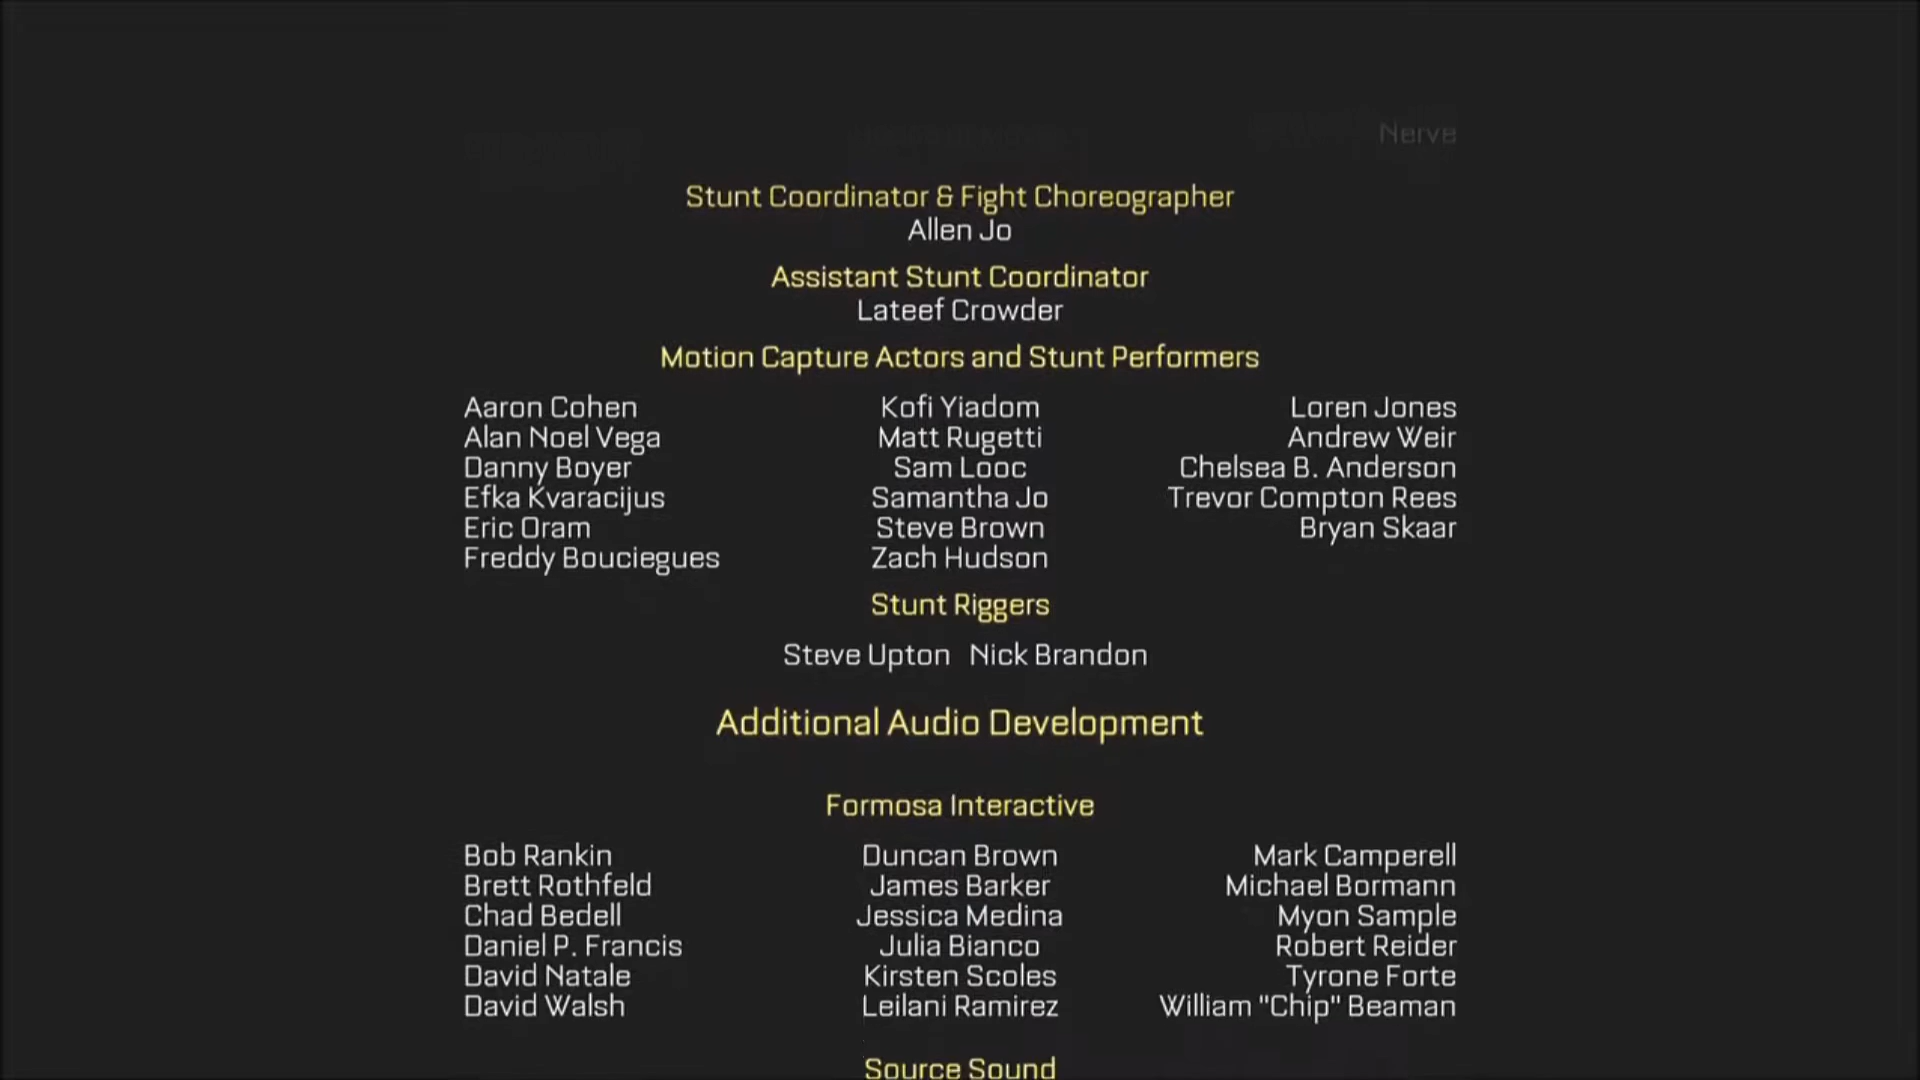 Nerve
Stunt Coordinator & Fight Choreographer
Allen Jo
Assistant Stunt Coordinator
Lateef Crowder
Motion Capture Actors and Stunt Performers
Aaron Cohen Kofi Yiadom Loren Jones
Alan Noel Vega Matt Rugetti Andrew Weir
Danny Boyer Sam Looc Chelsea B. Anderson
Efka Kvaracijus Samantha Jo Trevor Compton Rees
Eric Oram Steve Brown Bryan Skaar
Freddy Bouciegues Zach Hudson
Stunt Riggers
Steve Upton Nick Brandon
Additional Audio Development
Formosa Interactive
Bob Rankin Duncan Brown Mark Camperell
Brett Rothfeld James Barker Michael Bormann
Chad Bedell Jessica Medina Myon Sample
Daniel P. Francis Julia Bianco Robert Reider
David Natale Kirsten Scoles Tyrone Forte
David Walsh Leilani Ramirez William "Chip" Beaman
Source Sound